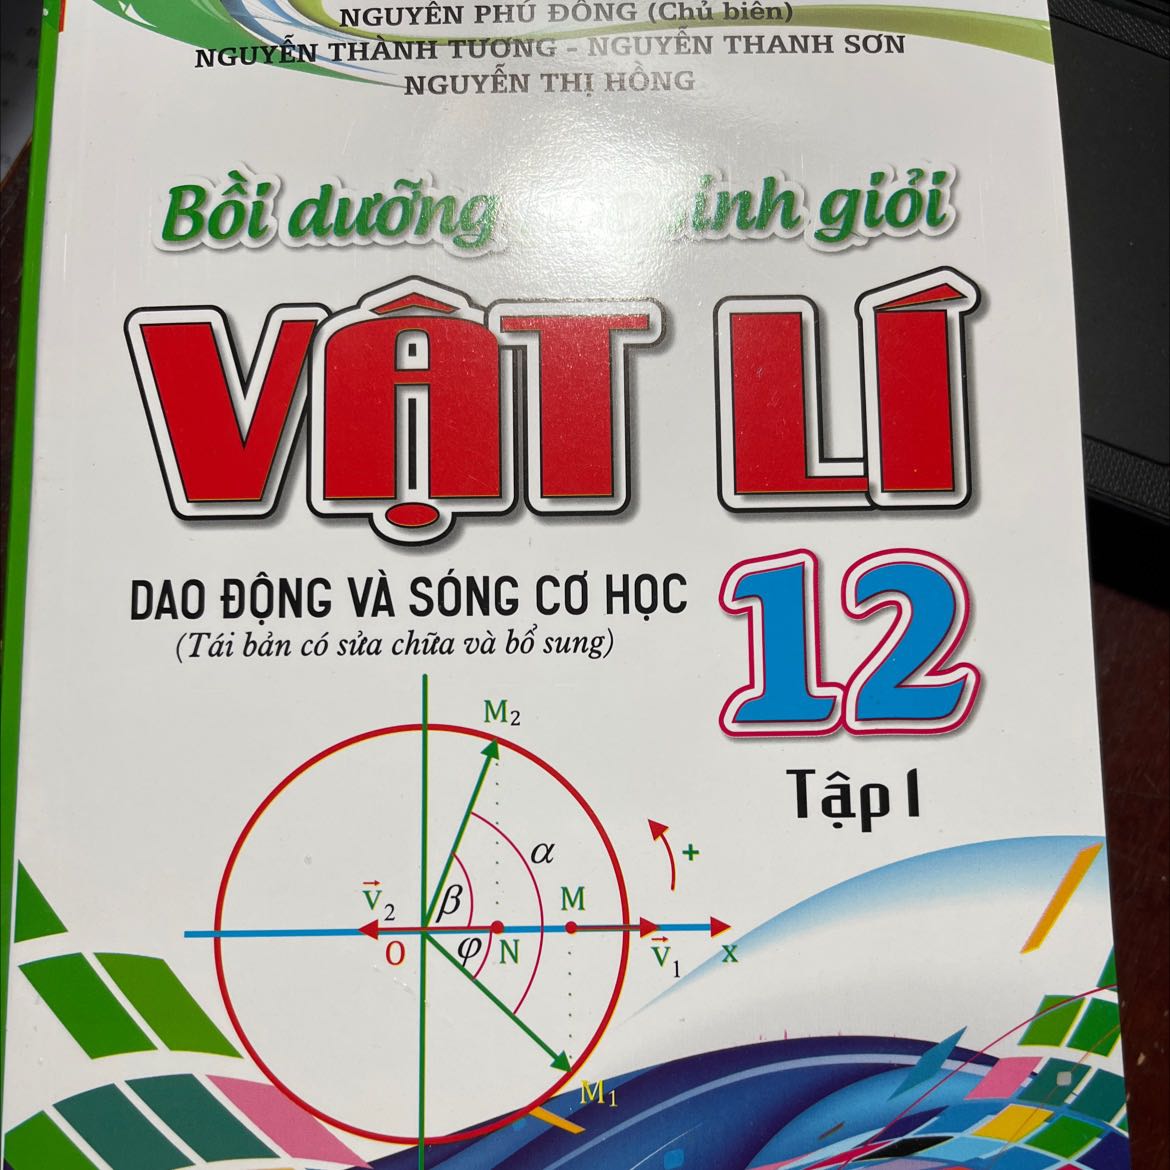 NGUYỄN PHÚ ĐỒNG (Chủ biên)
NGUYỄN THÀNH TƯƠNG - NGUYỄN THANH SƠN
NGUYỄN THỊ HỒNG
Bồi dưỡng sinh giỏi
VẬT LÍ
DAO ĐỘNG VÀ SÓNG CƠ HỌC
12
(Tái bản có sửa chữa và bổ sung)
Tập 1
M2
α
+
v2
β
M
O
φ
N
v1
x
M1